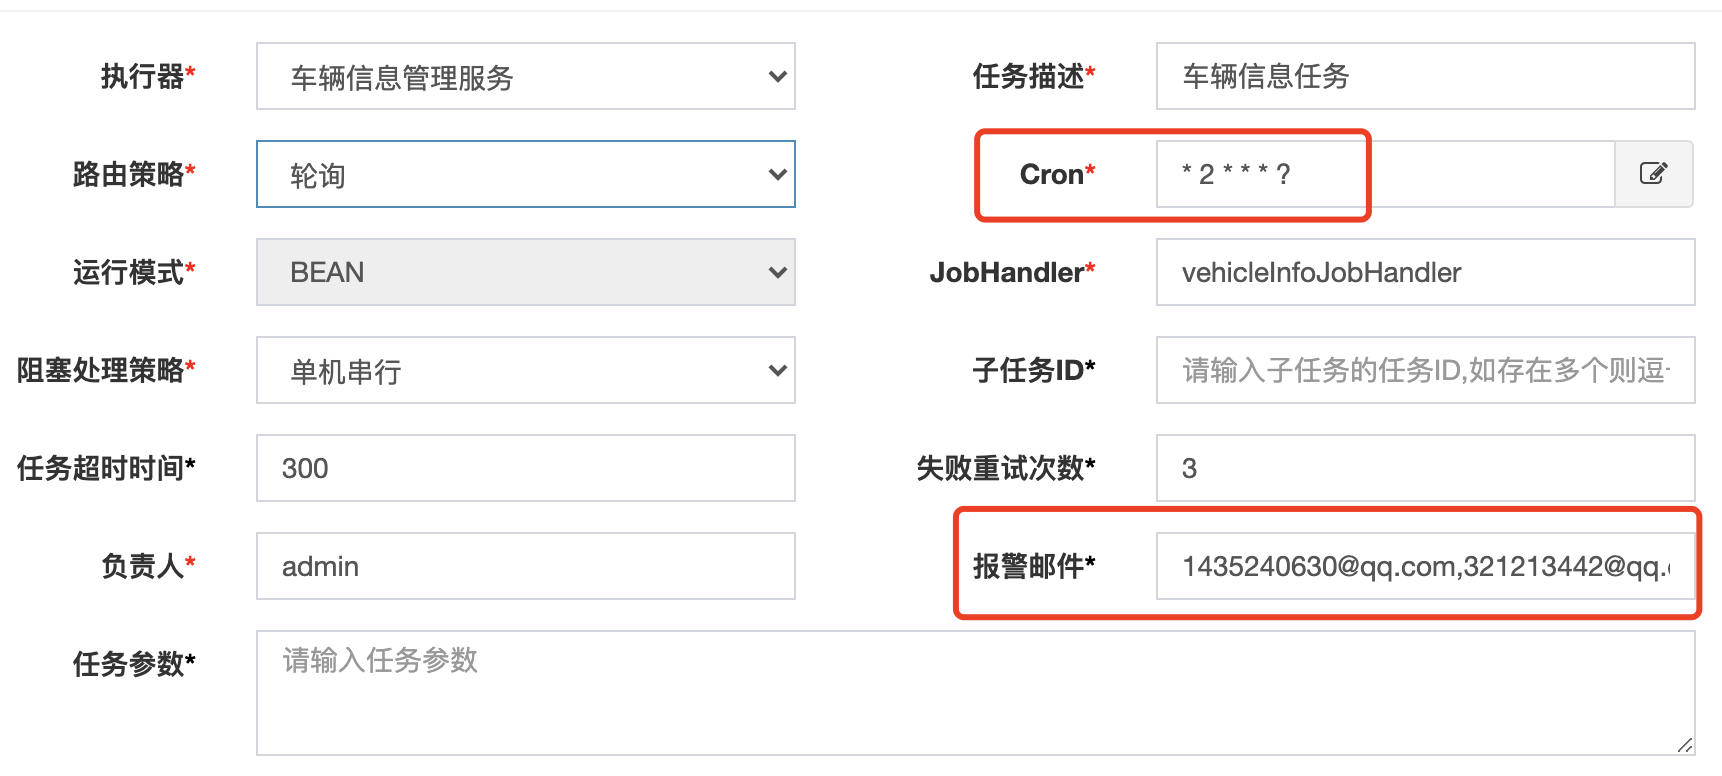 执行器* 车辆信息管理服务 任务描述* 车辆信息任务
路由策略* 轮询 Cron* * 2 * * * ?
运行模式* BEAN JobHandler* vehicleInfoJobHandler
阻塞处理策略* 单机串行 子任务ID* 请输入子任务的任务ID,如存在多个则逗
任务超时时间* 300 失败重试次数* 3
负责人* admin 报警邮件* 1435240630@qq.com,321213442@qq.
任务参数* 请输入任务参数